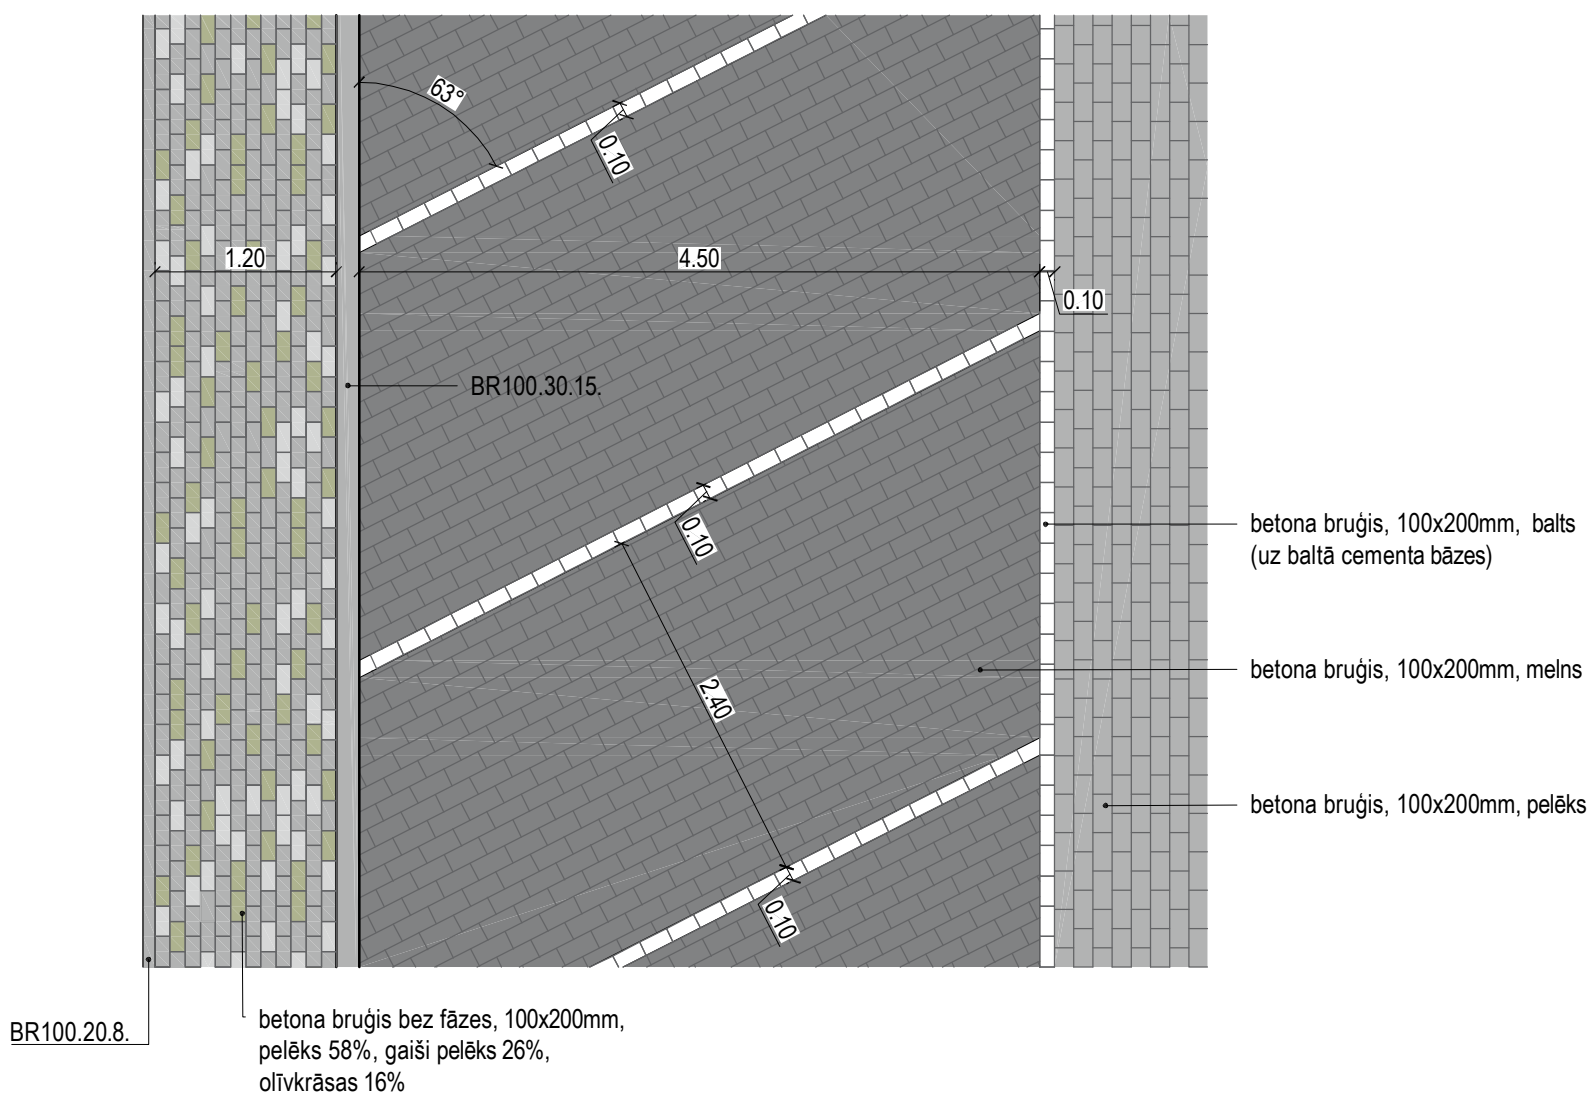 63°
0.10
1.20
4.50
0.10
BR100.30.15.
0.10
betona bruģis, 100x200mm, balts
(uz baltā cementa bāzes)
betona bruģis, 100x200mm, melns
2.40
betona bruģis, 100x200mm, pelēks
0.10
BR100.20.8.
betona bruģis bez fāzes, 100x200mm,
pelēks 58%, gaiši pelēks 26%,
olīvkrāsas 16%